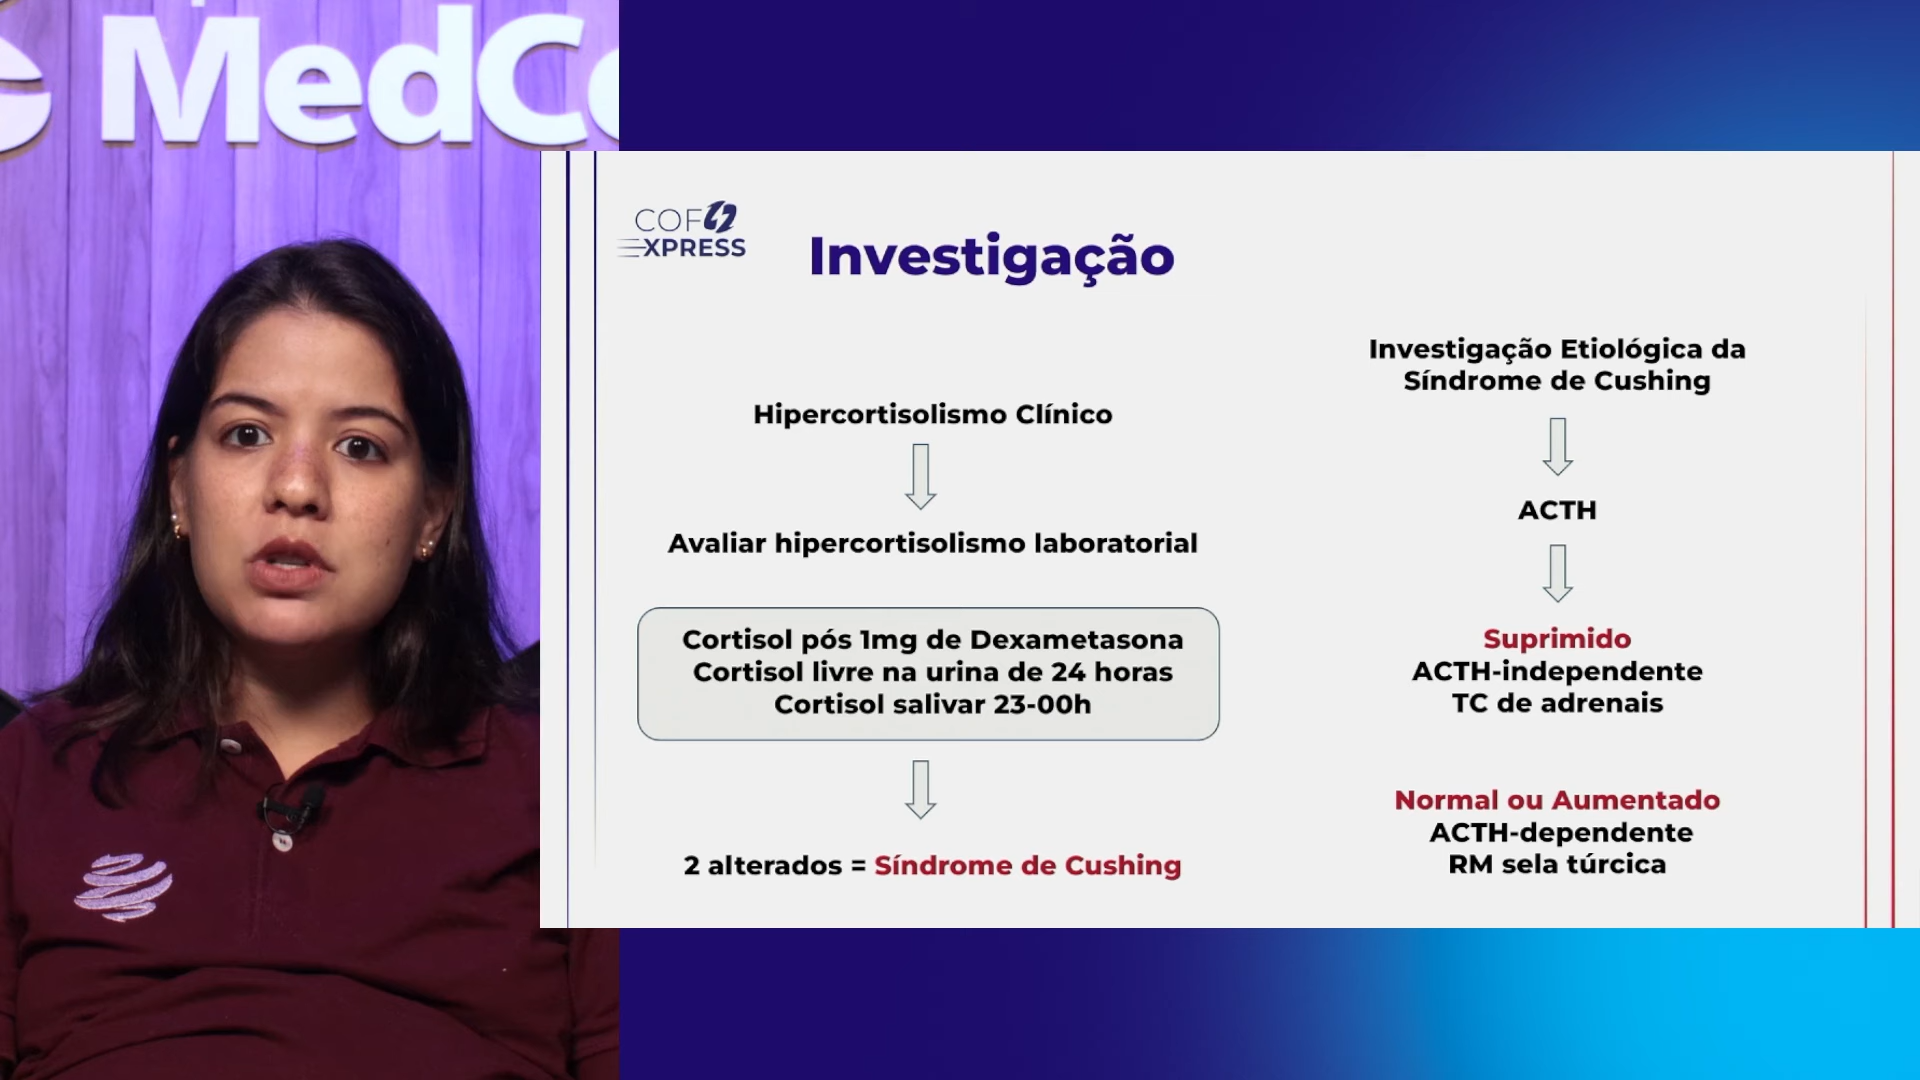 MedC
COF
XPRESS
Investigação
Hipercortisolismo Clínico
Avaliar hipercortisolismo laboratorial
Cortisol pós 1mg de Dexametasona
Cortisol livre na urina de 24 horas
Cortisol salivar 23-00h
2 alterados = Síndrome de Cushing
Investigação Etiológica da
Síndrome de Cushing
ACTH
Suprimido
ACTH-independente
TC de adrenais
Normal ou Aumentado
ACTH-dependente
RM sela túrcica